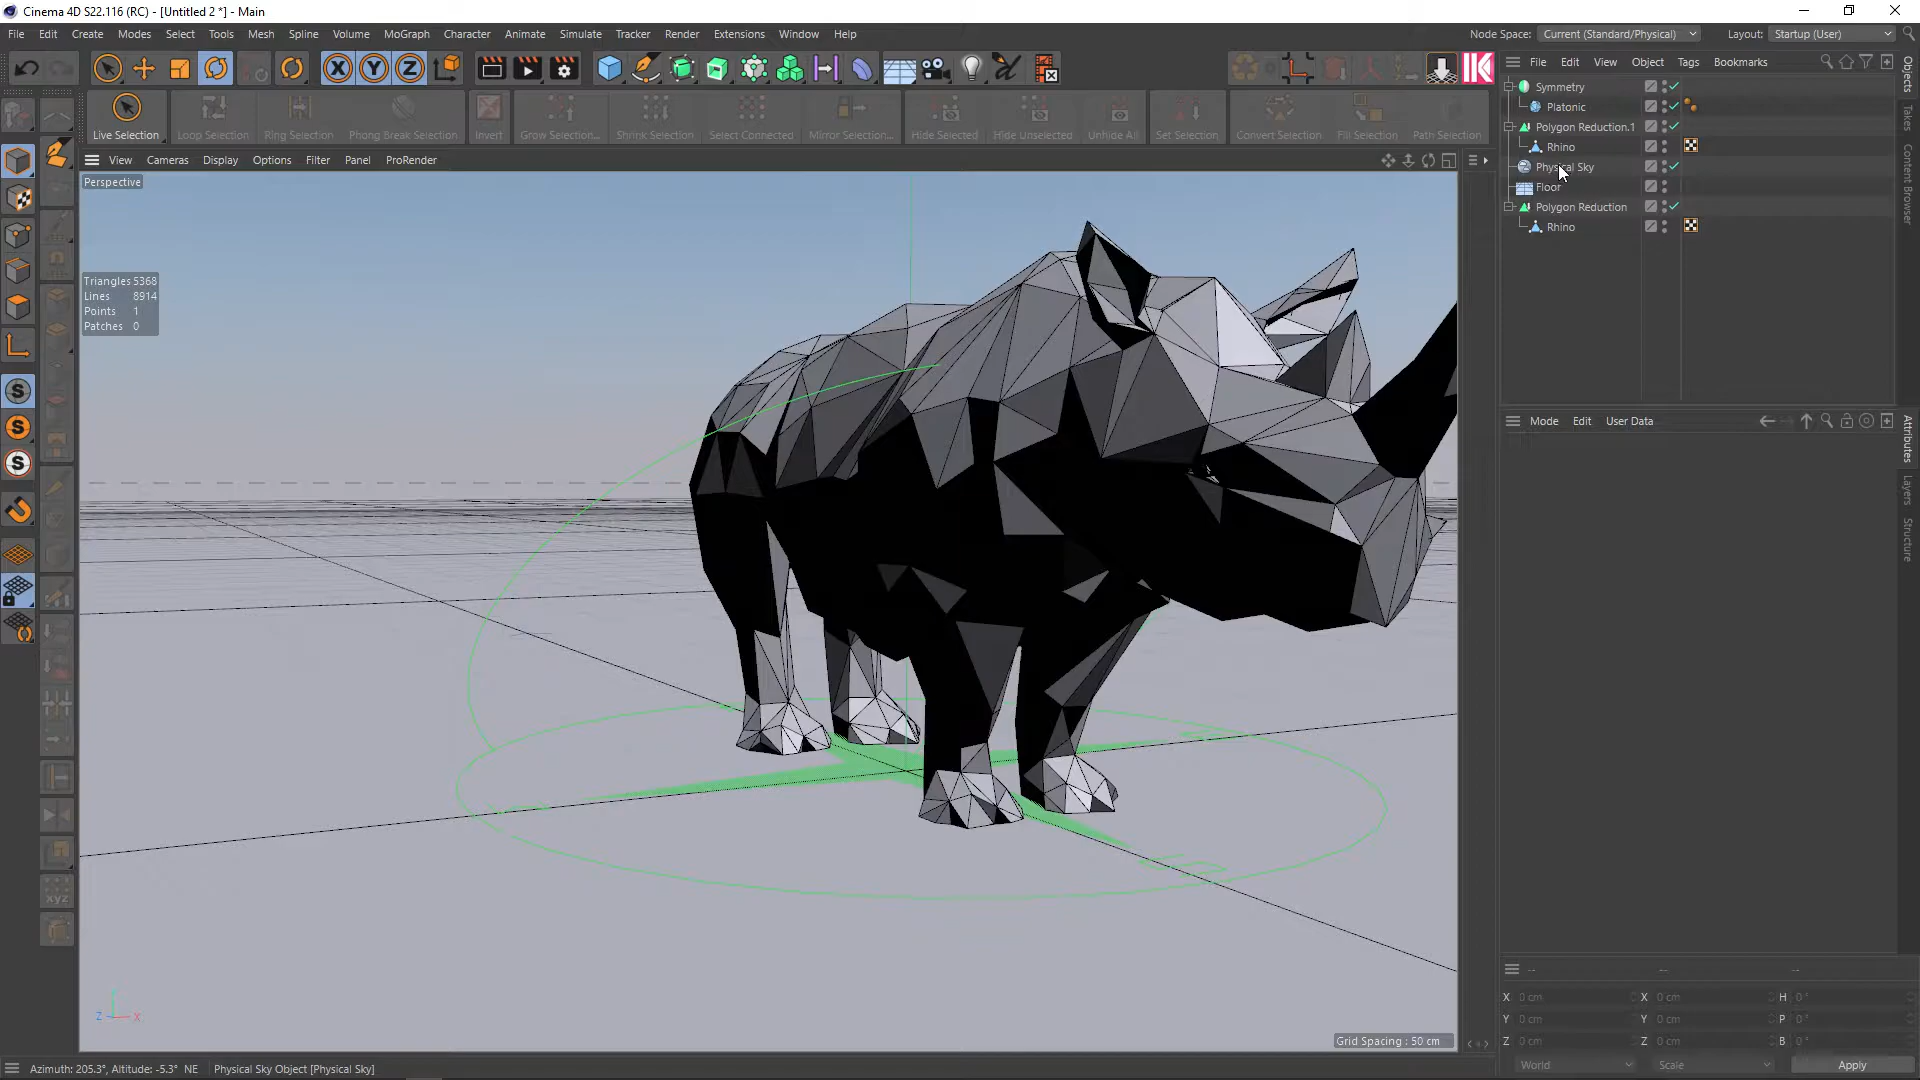 Cinema 4D S22.116 (RC) - [Untitled 2 *] - Main
File Edit Create Modes Select Tools Mesh Spline Volume MoGraph Character Animate Simulate Tracker Render Extensions Window Help
Node Space: Current (Standard/Physical) Layout: Startup (User)
File Edit View Object Tags Bookmarks
Live Selection Loop Selection Ring Selection Phong Break Selection Invert Grow Selection... Shrink Selection Select Connected Mirror Selection... Hide Selected Hide Unselected Unhide All Set Selection Convert Selection Fill Selection Path Selection
View Cameras Display Options Filter Panel ProRender
Perspective
Triangles 5368
Lines 8914
Points 1
Patches 0
Symmetry
Platonic
Polygon Reduction.1
Rhino
Physical Sky
Floor
Polygon Reduction
Rhino
Objects
Takes
Content Browser
Mode Edit User Data
Attributes
Layers
Structure
Z X
Grid Spacing : 50 cm
-- -- --
X 0 cm X 0 cm H 0 °
Y 0 cm Y 0 cm P 0 °
Z 0 cm Z 0 cm B 0 °
World Scale Apply
Azimuth: 205.3°, Altitude: -5.3° NE Physical Sky Object [Physical Sky]